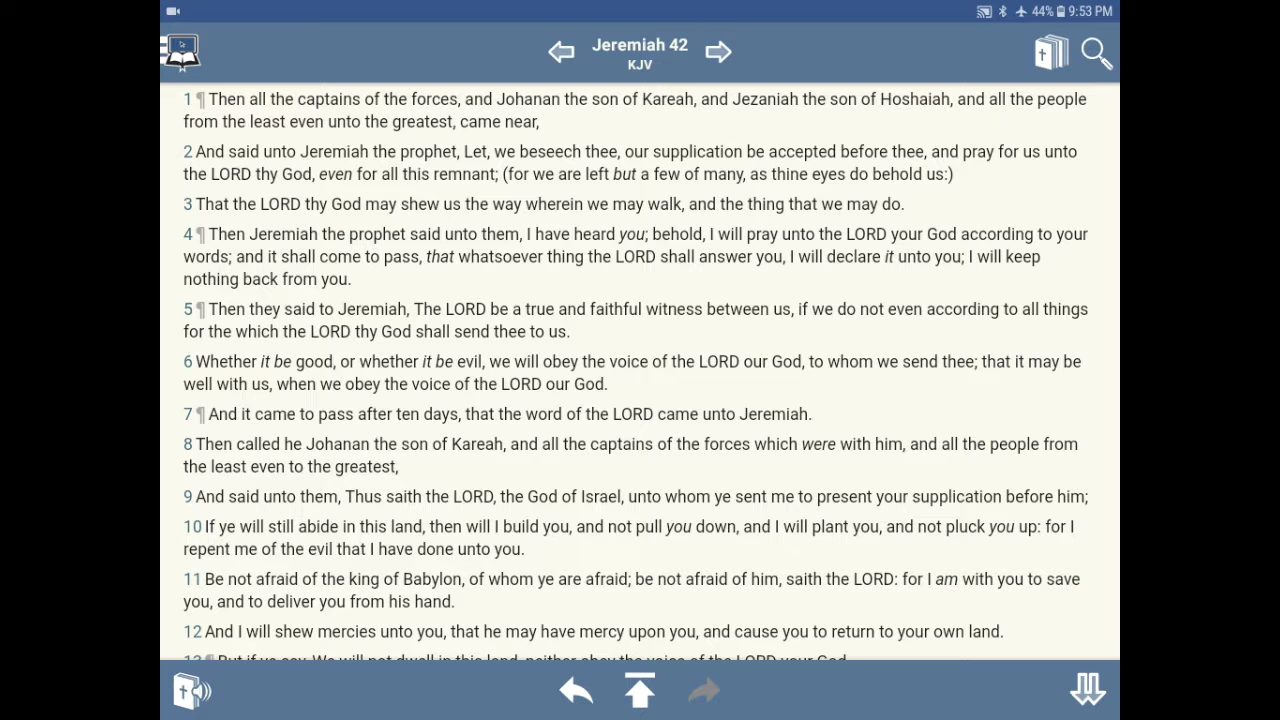 44% 9:53 PM
Jeremiah 42
KJV
1 ¶ Then all the captains of the forces, and Johanan the son of Kareah, and Jezaniah the son of Hoshaiah, and all the people
from the least even unto the greatest, came near,
2 And said unto Jeremiah the prophet, Let, we beseech thee, our supplication be accepted before thee, and pray for us unto
the LORD thy God, even for all this remnant; (for we are left but a few of many, as thine eyes do behold us:)
3 That the LORD thy God may shew us the way wherein we may walk, and the thing that we may do.
4 ¶ Then Jeremiah the prophet said unto them, I have heard you; behold, I will pray unto the LORD your God according to your
words; and it shall come to pass, that whatsoever thing the LORD shall answer you, I will declare it unto you; I will keep
nothing back from you.
5 ¶ Then they said to Jeremiah, The LORD be a true and faithful witness between us, if we do not even according to all things
for the which the LORD thy God shall send thee to us.
6 Whether it be good, or whether it be evil, we will obey the voice of the LORD our God, to whom we send thee; that it may be
well with us, when we obey the voice of the LORD our God.
7 ¶ And it came to pass after ten days, that the word of the LORD came unto Jeremiah.
8 Then called he Johanan the son of Kareah, and all the captains of the forces which were with him, and all the people from
the least even to the greatest,
9 And said unto them, Thus saith the LORD, the God of Israel, unto whom ye sent me to present your supplication before him;
10 If ye will still abide in this land, then will I build you, and not pull you down, and I will plant you, and not pluck you up: for I
repent me of the evil that I have done unto you.
11 Be not afraid of the king of Babylon, of whom ye are afraid; be not afraid of him, saith the LORD: for I am with you to save
you, and to deliver you from his hand.
12 And I will shew mercies unto you, that he may have mercy upon you, and cause you to return to your own land.
13 ¶ But if ye say, We will not dwell in this land, neither obey the voice of the LORD your God,